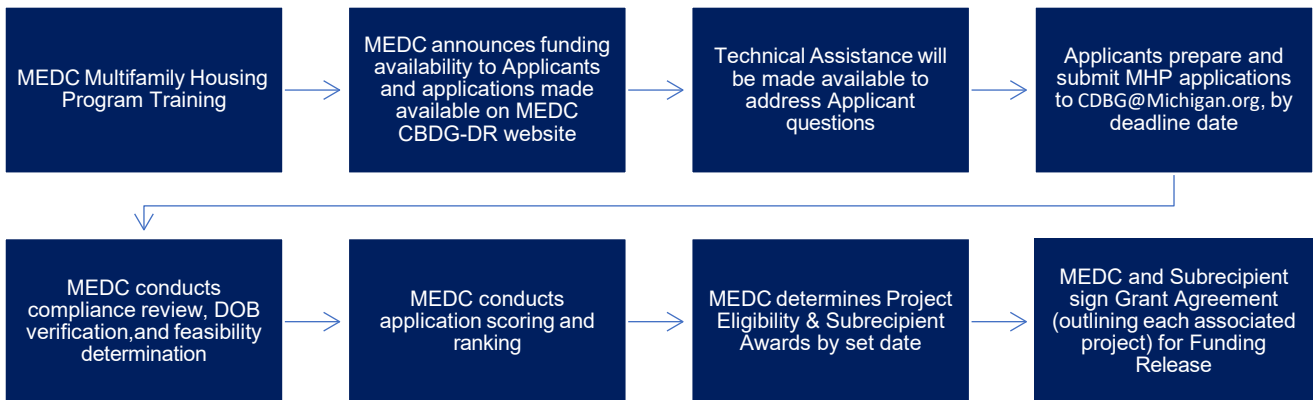 MEDC Multifamily Housing
Program Training
MEDC announces funding
availability to Applicants
and applications made
available on MEDC
CBDG-DR website
Technical Assistance will
be made available to
address Applicant
questions
Applicants prepare and
submit MHP applications
to CDBG@Michigan.org, by
deadline date
MEDC conducts
compliance review, DOB
verification,and feasibility
determination
MEDC conducts
application scoring and
ranking
MEDC determines Project
Eligibility & Subrecipient
Awards by set date
MEDC and Subrecipient
sign Grant Agreement
(outlining each associated
project) for Funding
Release